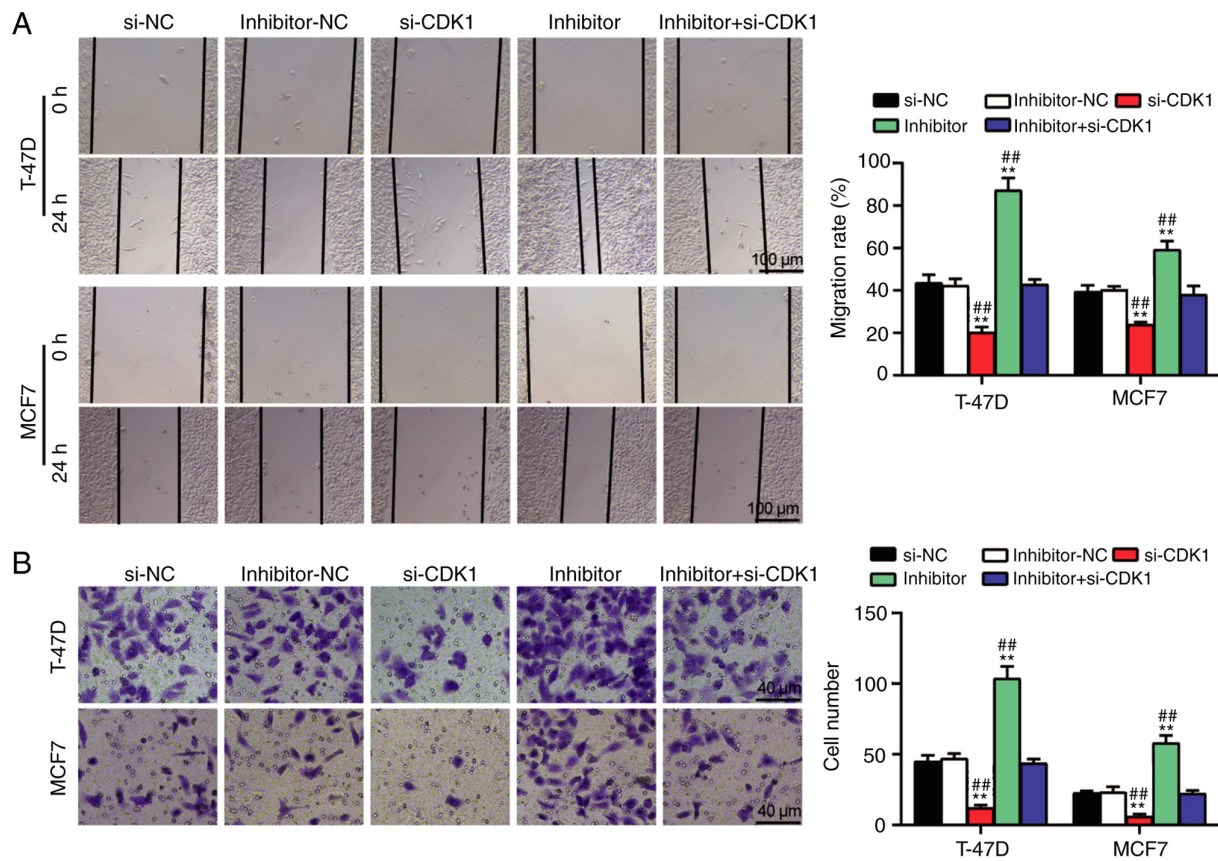 A
si-NC Inhibitor-NC si-CDK1 Inhibitor Inhibitor+si-CDK1
T-47D
0 h
24 h
100 µm
MCF7
0 h
24 h
100 µm
si-NC Inhibitor-NC si-CDK1
Inhibitor Inhibitor+si-CDK1
Migration rate (%)
100
80
60
40
20
0
##
**
##
**
##
**
##
**
T-47D MCF7
B
si-NC Inhibitor-NC si-CDK1 Inhibitor Inhibitor+si-CDK1
T-47D
40 µm
MCF7
40 µm
si-NC Inhibitor-NC si-CDK1
Inhibitor Inhibitor+si-CDK1
Cell number
150
100
50
0
##
**
##
**
##
**
##
**
T-47D MCF7